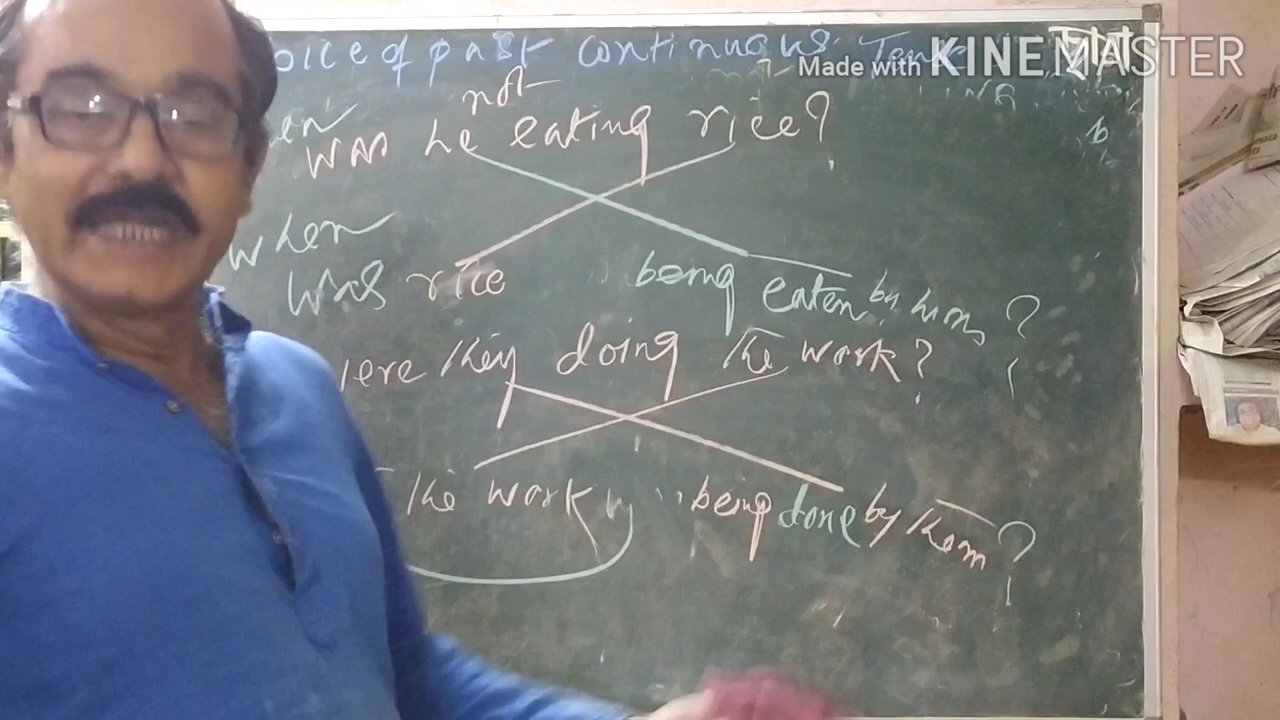 oice of past continuous Tense
Made with KINEMASTER
not
en was he eating rice?
when
was rice being eaten by him?
were they doing the work?
the work being done by them?